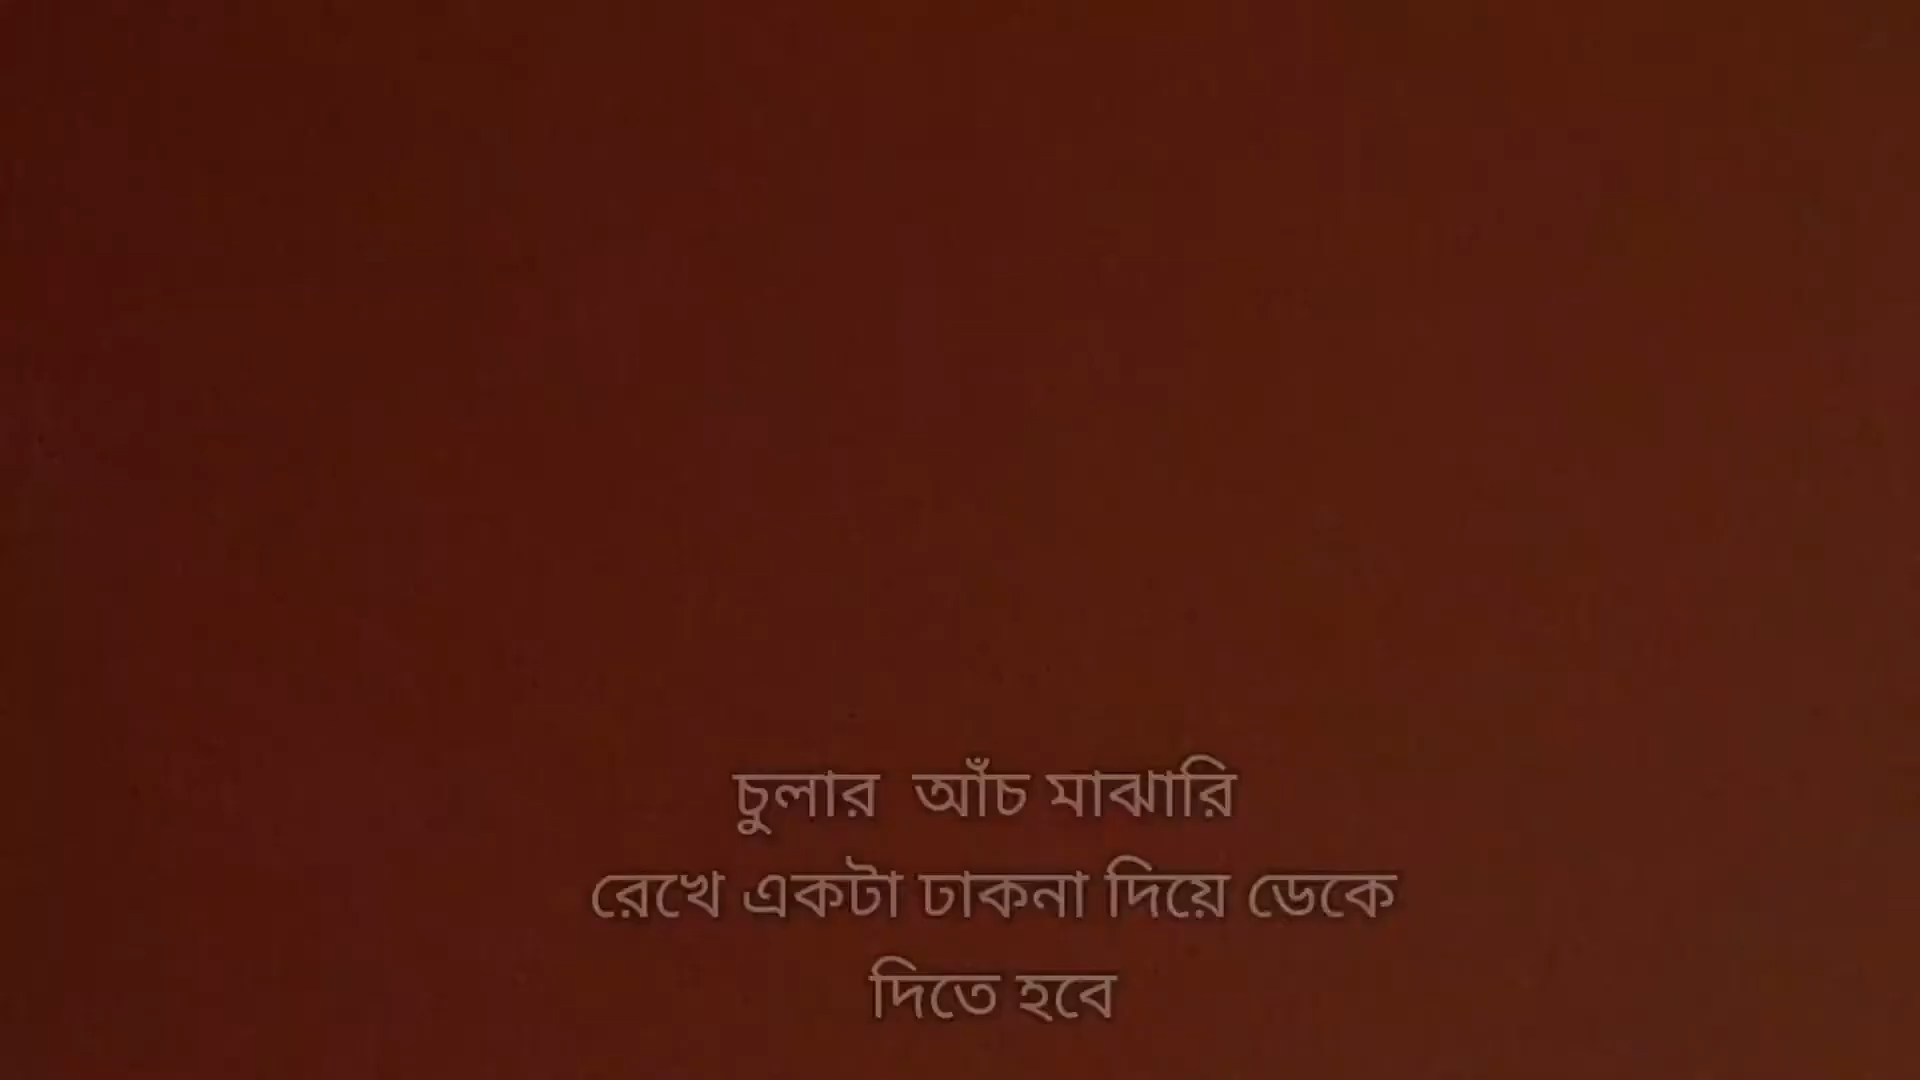 চুলার আঁচ মাঝারি
রেখে একটা ঢাকনা দিয়ে ডেকে
দিতে হবে